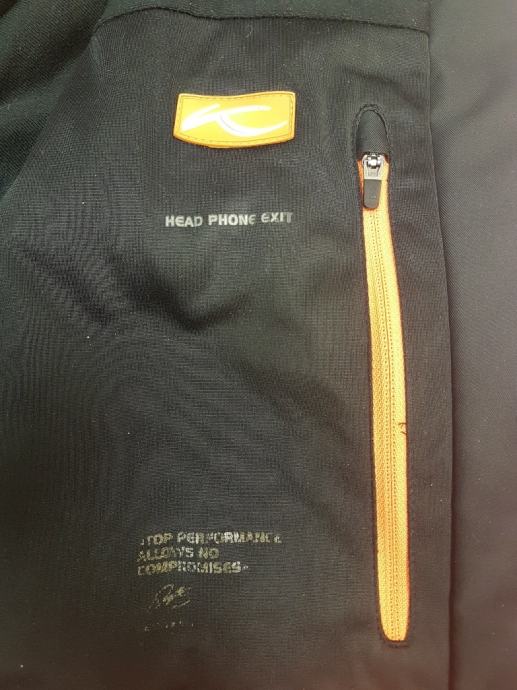 HEAD PHONE EXIT
TOP PERFORMANCE
ALLOWS NO
COMPROMISES